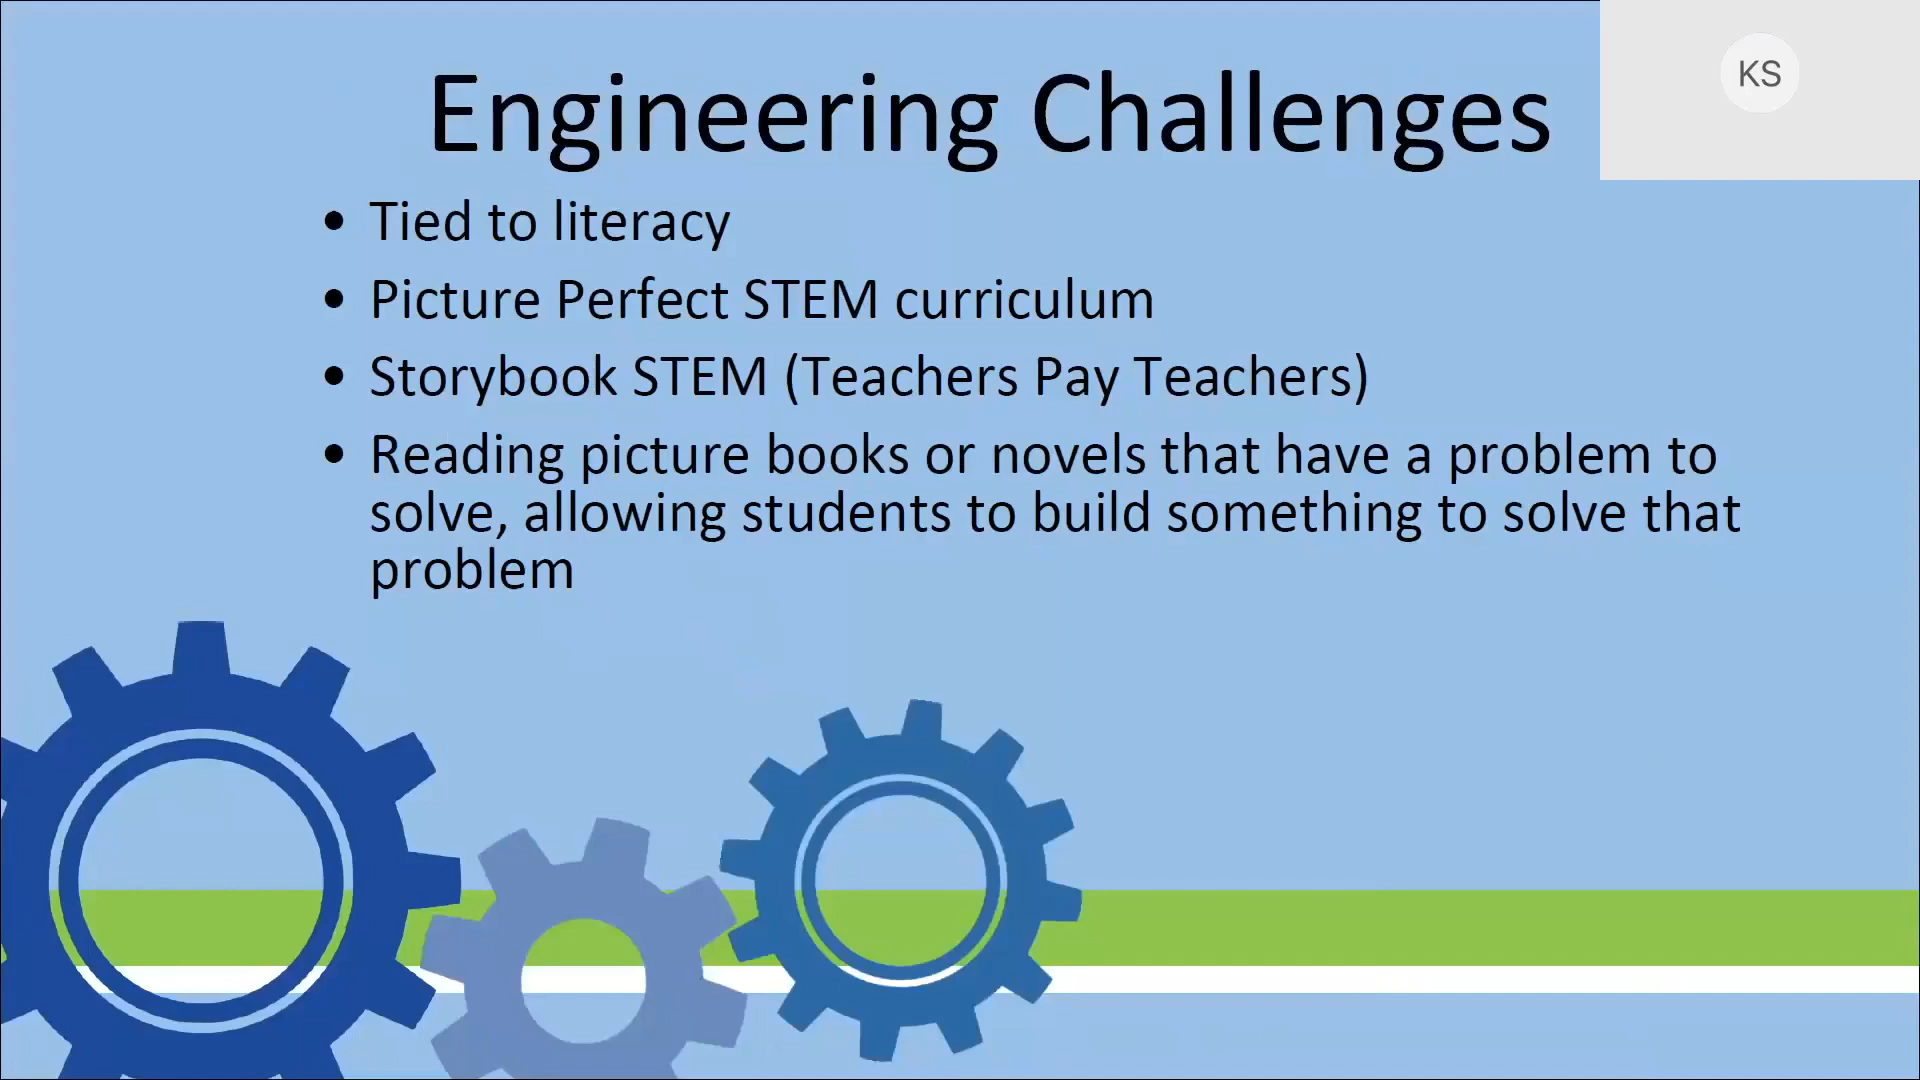 Engineering Challenges
KS
• Tied to literacy
• Picture Perfect STEM curriculum
• Storybook STEM (Teachers Pay Teachers)
• Reading picture books or novels that have a problem to
solve, allowing students to build something to solve that
problem